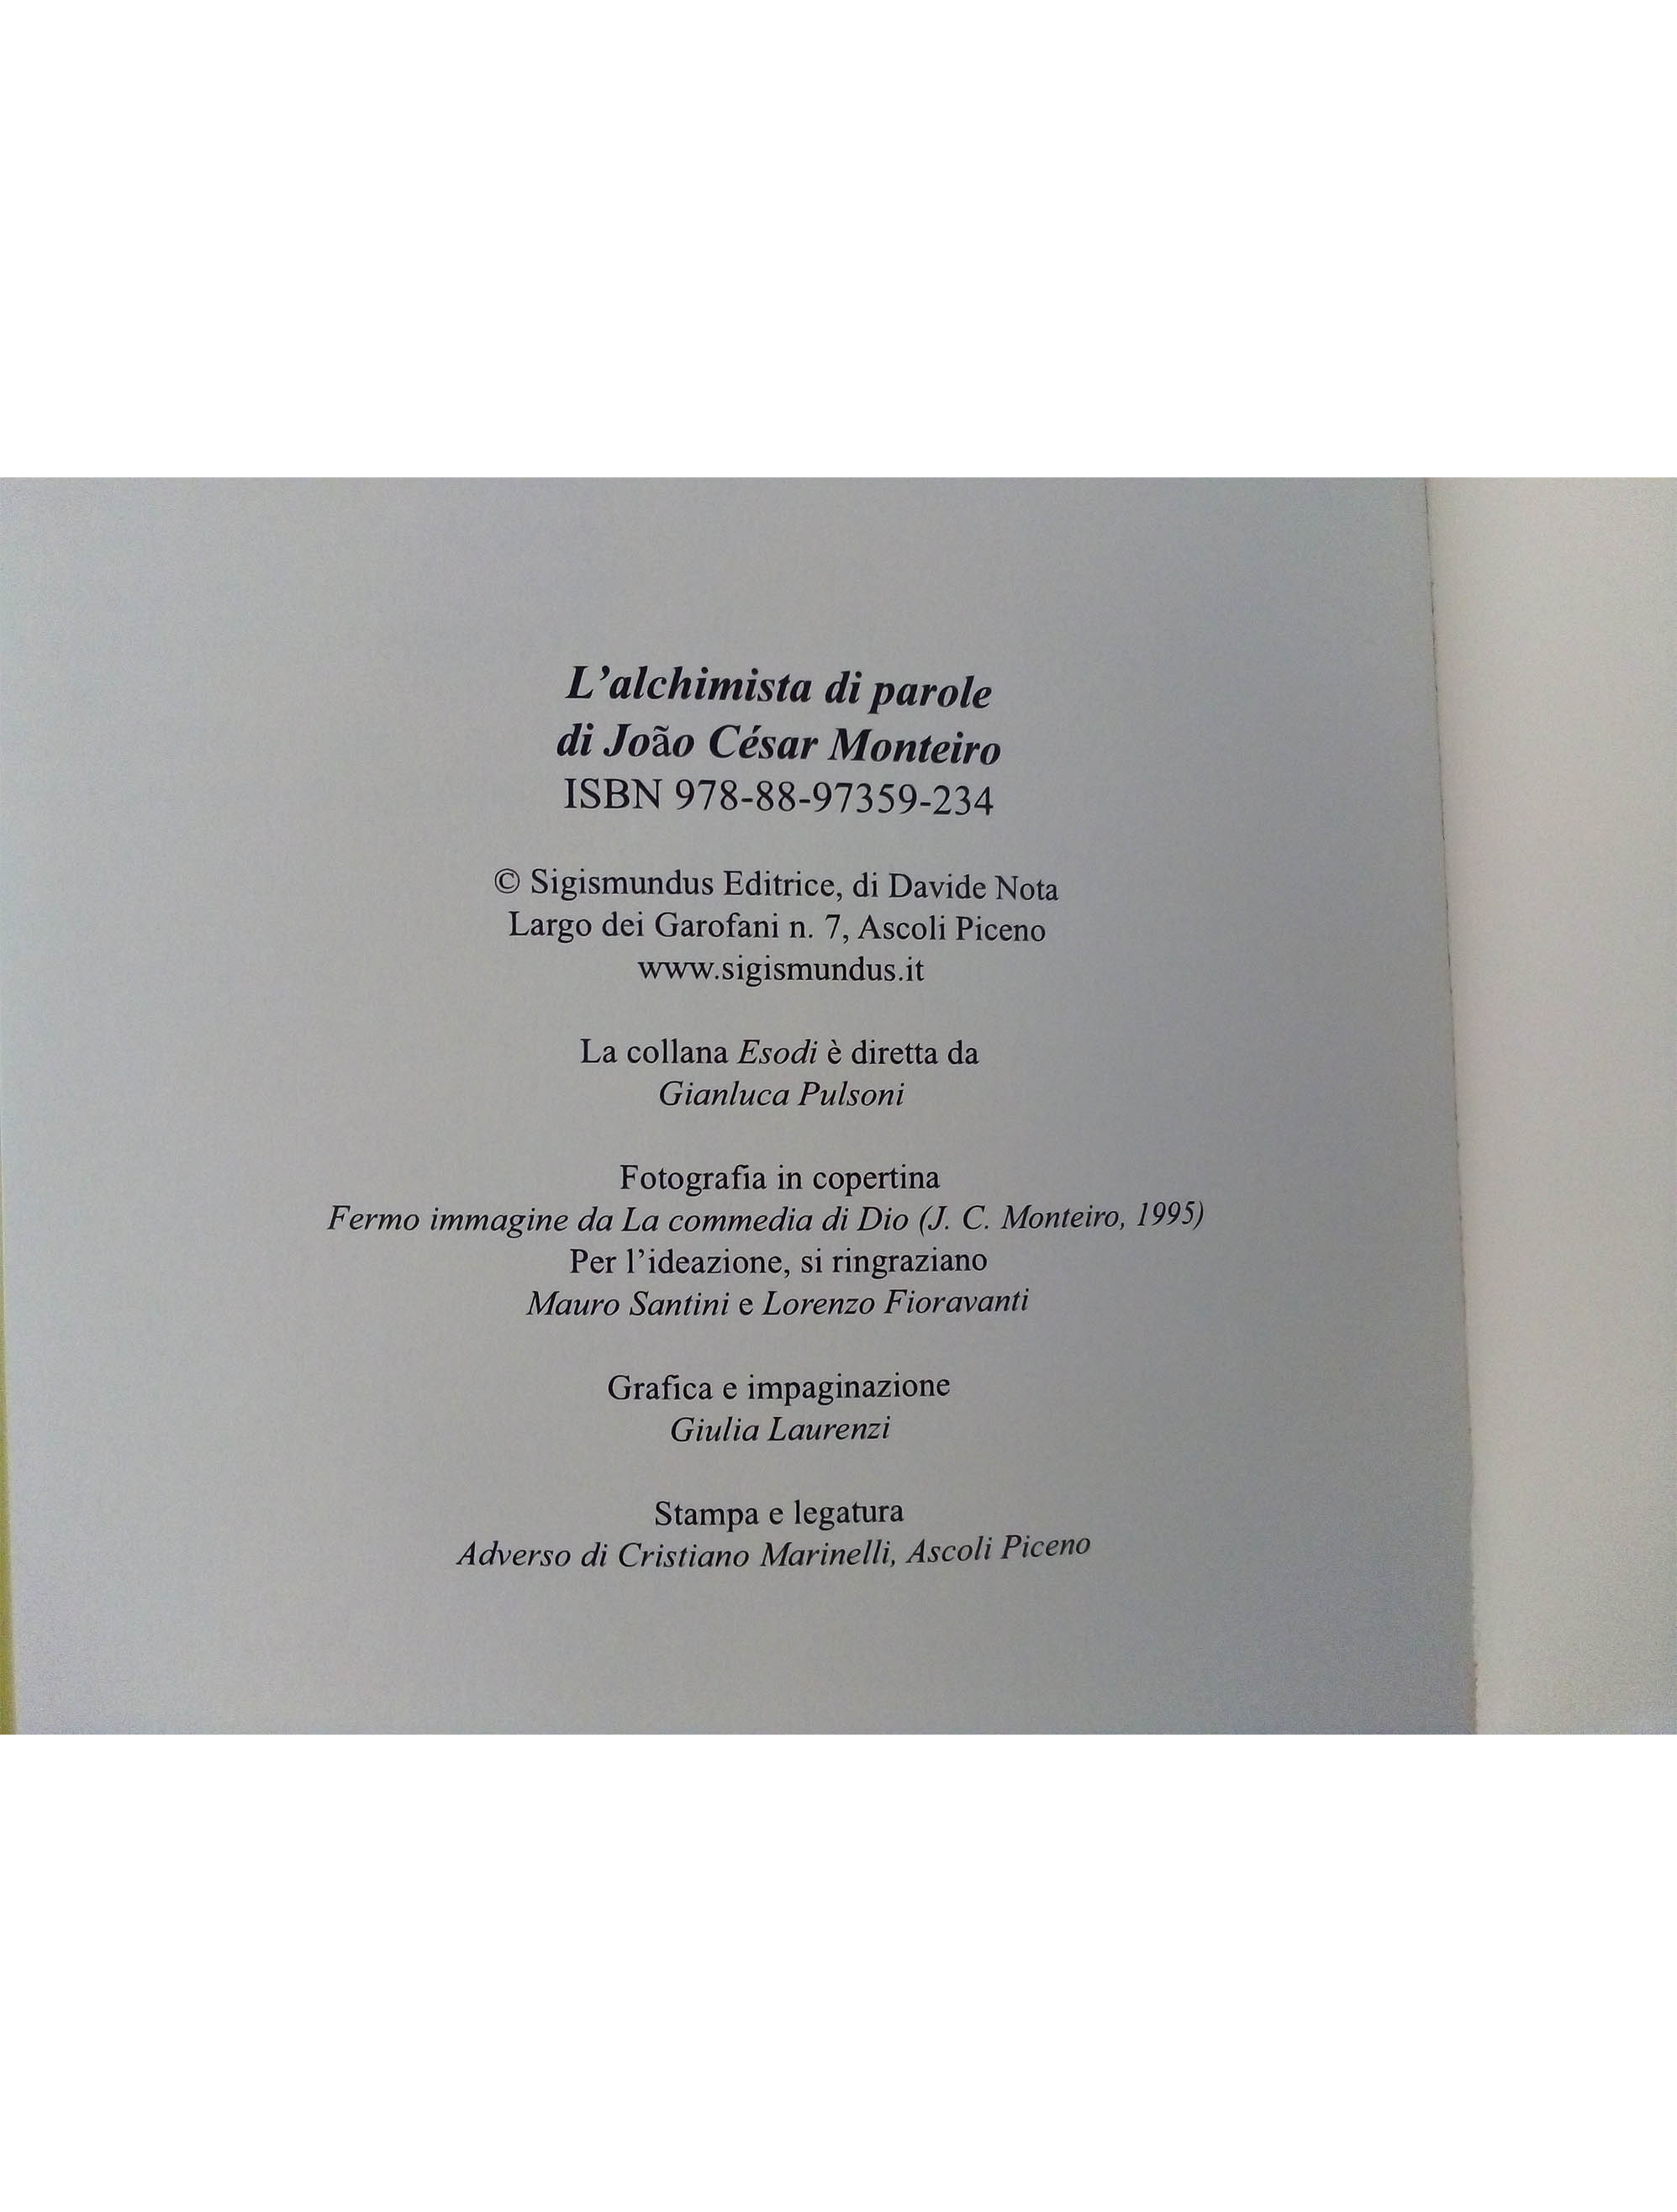 L’alchimista di parole
di João César Monteiro
ISBN 978-88-97359-234
© Sigismundus Editrice, di Davide Nota
Largo dei Garofani n. 7, Ascoli Piceno
www.sigismundus.it
La collana Esodi è diretta da
Gianluca Pulsoni
Fotografia in copertina
Fermo immagine da La commedia di Dio (J. C. Monteiro, 1995)
Per l’ideazione, si ringraziano
Mauro Santini e Lorenzo Fioravanti
Grafica e impaginazione
Giulia Laurenzi
Stampa e legatura
Adverso di Cristiano Marinelli, Ascoli Piceno